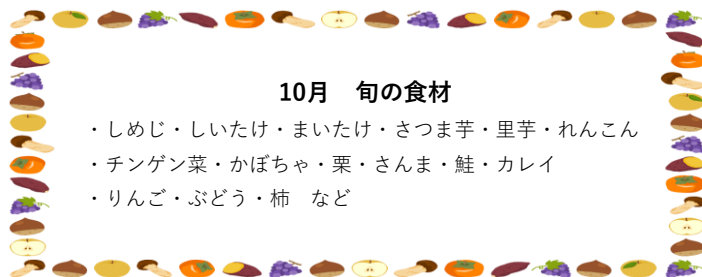 10月　旬の食材
・しめじ・しいたけ・まいたけ・さつま芋・里芋・れんこん
・チンゲン菜・かぼちゃ・栗・さんま・鮭・カレイ
・りんご・ぶどう・柿　など